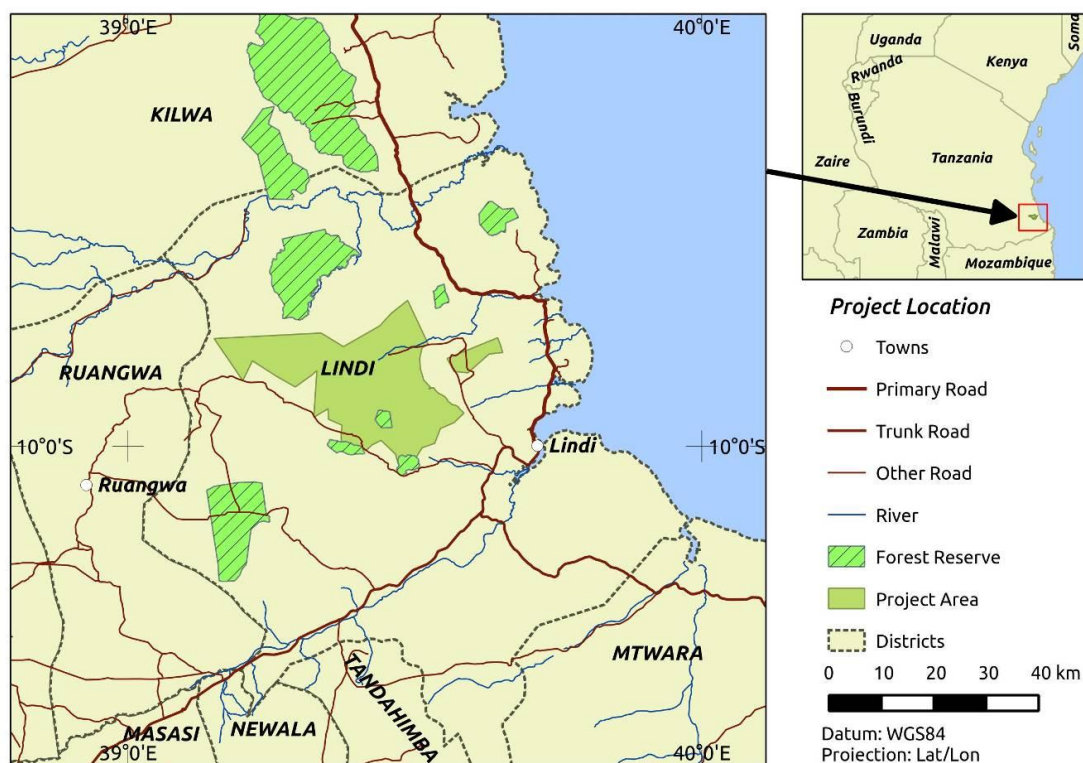 39°0'E
40°0'E
KILWA
RUANGWA
LINDI
10°0'S
10°0'S
Lindi
Ruangwa
MTWARA
TANDAHIMBA
NEWALA
MASASI
39°0'E
40°0'E
Uganda
Soma
Kenya
Rwanda
Burundi
Zaire
Tanzania
Zambia
Malawi
Mozambique
Project Location
Towns
Primary Road
Trunk Road
Other Road
River
Forest Reserve
Project Area
Districts
0 10 20 30 40 km
Datum: WGS84
Projection: Lat/Lon